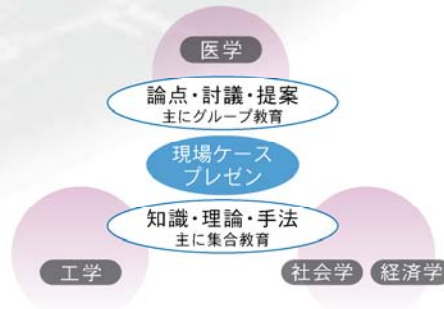 医学
論点・討議・提案
主にグループ教育
現場ケース
プレゼン
知識・理論・手法
主に集合教育
工学
社会学 経済学